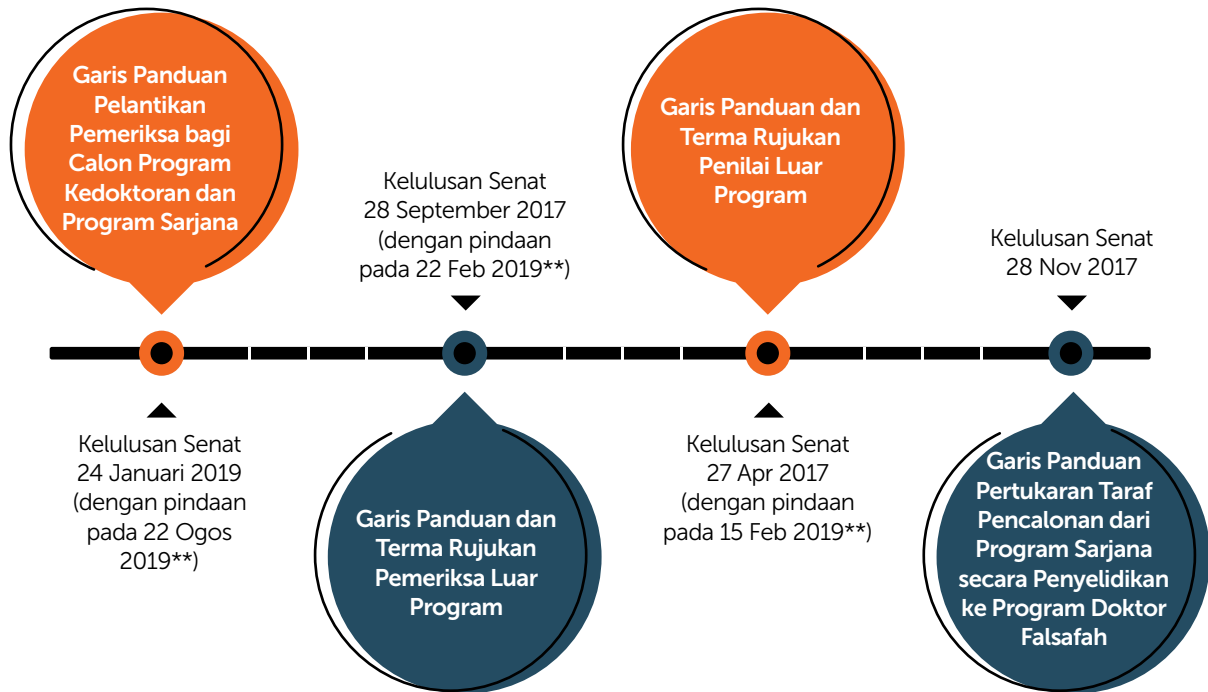 Garis Panduan
Pelantikan
Pemeriksa bagi
Calon Program
Kedoktoran dan
Program Sarjana
Kelulusan Senat
24 Januari 2019
(dengan pindaan
pada 22 Ogos
2019**)
Kelulusan Senat
28 September 2017
(dengan pindaan
pada 22 Feb 2019**)
Garis Panduan dan
Terma Rujukan
Pemeriksa Luar
Program
Garis Panduan dan
Terma Rujukan
Penilai Luar
Program
Kelulusan Senat
27 Apr 2017
(dengan pindaan
pada 15 Feb 2019**)
Kelulusan Senat
28 Nov 2017
Garis Panduan
Pertukaran Taraf
Pencalonan dari
Program Sarjana
secara Penyelidikan
ke Program Doktor
Falsafah